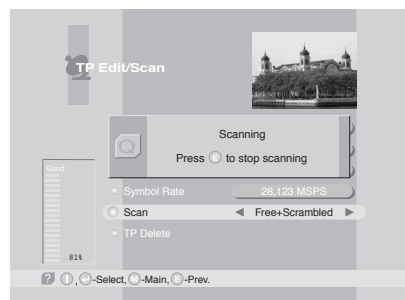 TP Edit/Scan
Scanning
Press E to stop scanning
Good
Symbol Rate 28,123 MSPS
Scan Free+Scrambled
TP Delete
81%
? I , -Select, M-Main, E-Prev.